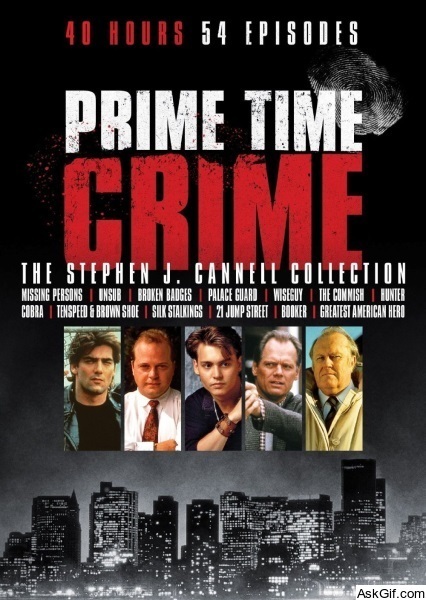 40 HOURS 54 EPISODES
PRIME TIME
CRIME
THE STEPHEN J. CANNELL COLLECTION
MISSING PERSONS | UNSUB | BROKEN BADGES | PALACE GUARD | WISEGUY | THE COMMISH | HUNTER
COBRA | TENSPEED & BROWN SHOE | SILK STALKINGS | 21 JUMP STREET | BOOKER | GREATEST AMERICAN HERO
AskGif.com